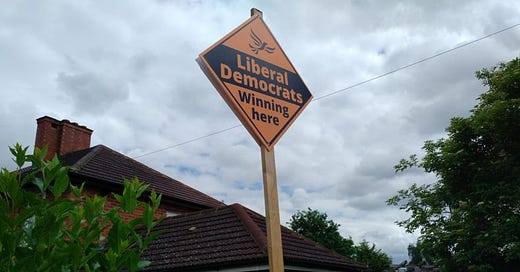 Liberal
Democrats
Winning
here